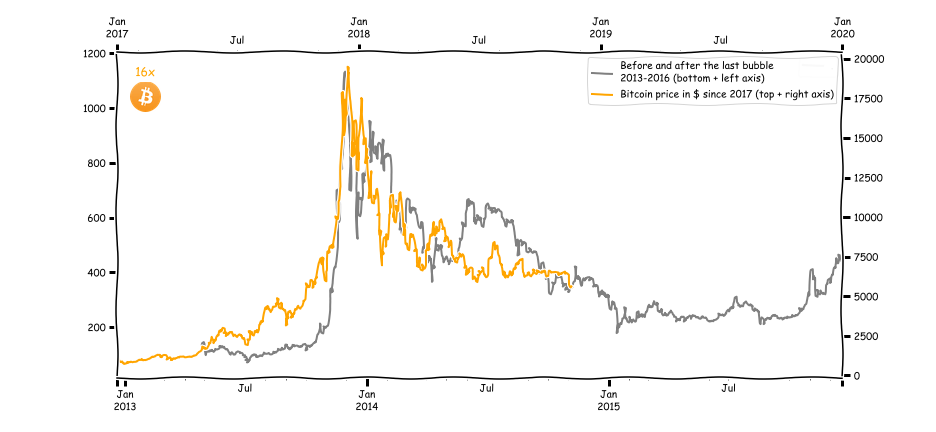 Jan Jan Jan Jan
2017 2018 2019 2020
Jul Jul Jul
1200 20000
16x
Before and after the last bubble
2013-2016 (bottom + left axis)
Bitcoin price in $ since 2017 (top + right axis)
17500
1000
15000
800 12500
600 10000
400 7500
5000
200 2500
0
Jan Jul Jan Jul Jan Jul
2013 2014 2015